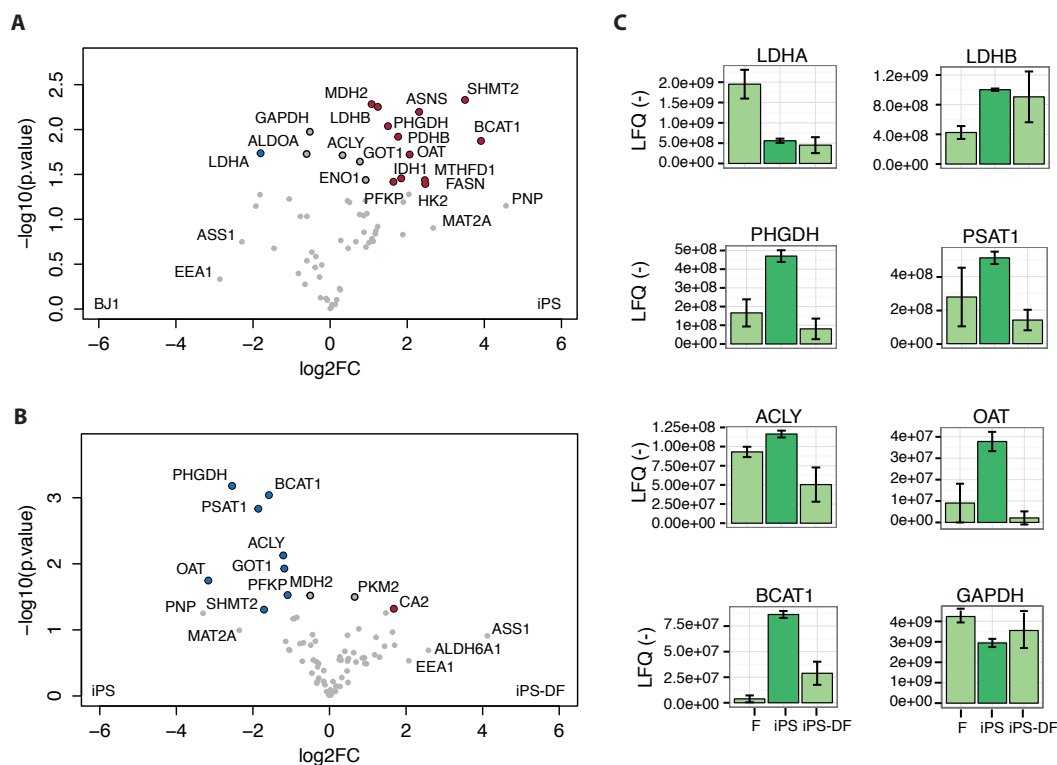 A
−log10(p.value)
2.5
2.0
1.5
1.0
0.5
0.0
MDH2
ASNS
SHMT2
GAPDH
LDHB
PHGDH
BCAT1
ALDOA
ACLY
PDHB
LDHA
GOT1
OAT
ENO1
IDH1
MTHFD1
PFKP
FASN
HK2
PNP
MAT2A
ASS1
EEA1
BJ1
iPS
−6
−4
−2
0
2
4
6
log2FC
B
−log10(p.value)
3
2
1
0
PHGDH
BCAT1
PSAT1
ACLY
GOT1
OAT
PFKP
MDH2
PKM2
SHMT2
CA2
PNP
MAT2A
ASS1
ALDH6A1
EEA1
iPS
iPS-DF
−6
−4
−2
0
2
4
6
log2FC
C
LDHA
LFQ (-)
2.0e+09
1.5e+09
1.0e+09
5.0e+08
0.0e+00
LDHB
1.2e+09
8.0e+08
4.0e+08
0.0e+00
PHGDH
LFQ (-)
5e+08
4e+08
3e+08
2e+08
1e+08
0e+00
PSAT1
4e+08
2e+08
0e+00
ACLY
LFQ (-)
1.25e+08
1.00e+08
7.50e+07
5.00e+07
2.50e+07
0.00e+00
OAT
4e+07
3e+07
2e+07
1e+07
0e+00
BCAT1
LFQ (-)
7.5e+07
5.0e+07
2.5e+07
0.0e+00
F
iPS
iPS-DF
GAPDH
4e+09
3e+09
2e+09
1e+09
0e+00
F
iPS
iPS-DF